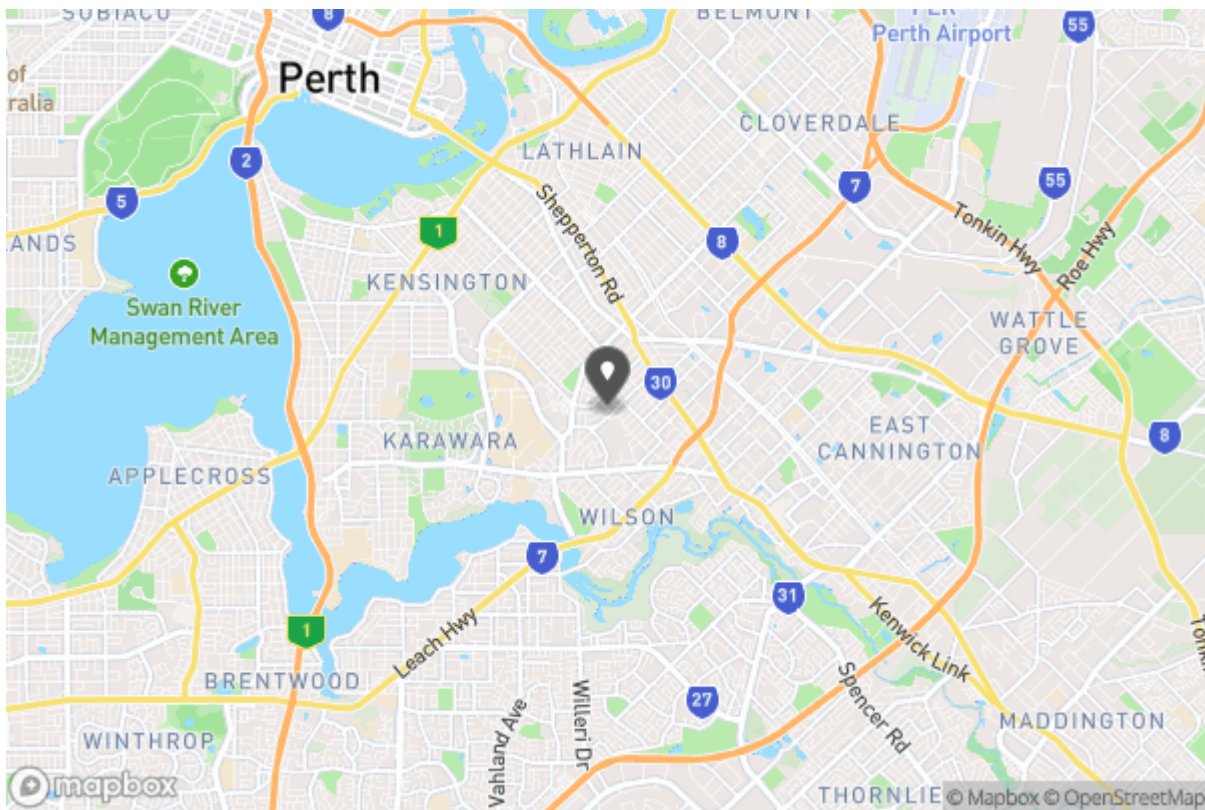 SUBIACO
8
BELMONT
PER
Perth Airport
55
of
ralia
Perth
CLOVERDALE
LATHLAIN
2
7
55
5
Shepperton Rd
Tonkin Hwy
Roe Hwy
LANDS
1
8
KENSINGTON
Swan River
Management Area
WATTLE
GROVE
30
KARAWARA
EAST
CANNINGTON
8
APPLECROSS
WILSON
7
31
1
Leach Hwy
Kenwick Link
Tonkin
BRENTWOOD
Vahland Ave
Willeri Dr
27
Spencer Rd
MADDINGTON
WINTHROP
mapbox
THORNLIE
© Mapbox © OpenStreetMap